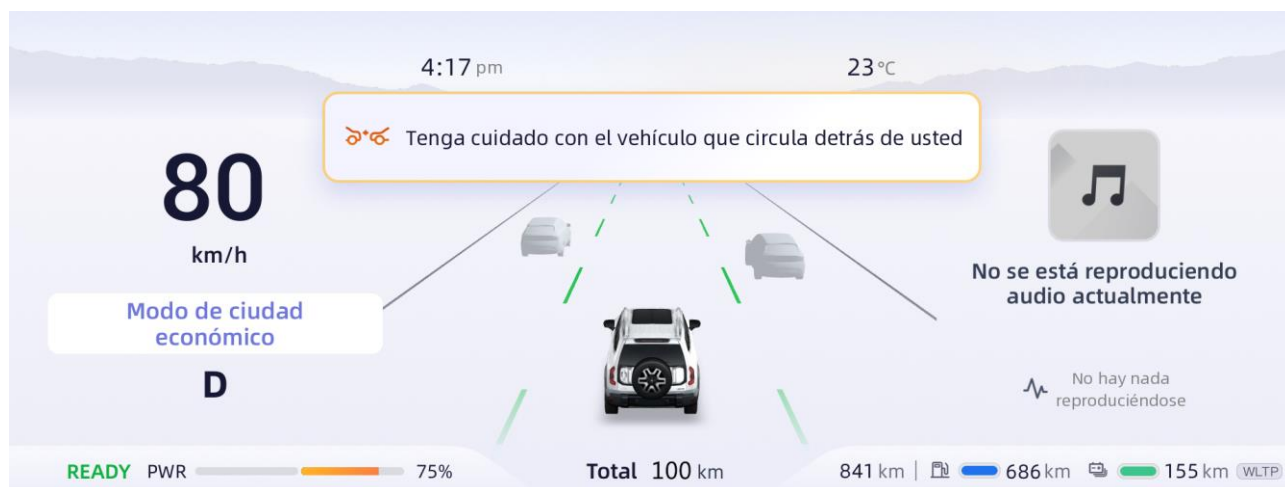 4:17 pm
23 °C
Tenga cuidado con el vehículo que circula detrás de usted
80
km/h
Modo de ciudad
económico
D
No se está reproduciendo
audio actualmente
No hay nada
reproduciéndose
READY PWR 75%
Total 100 km
841 km | 686 km 155 km WLTP